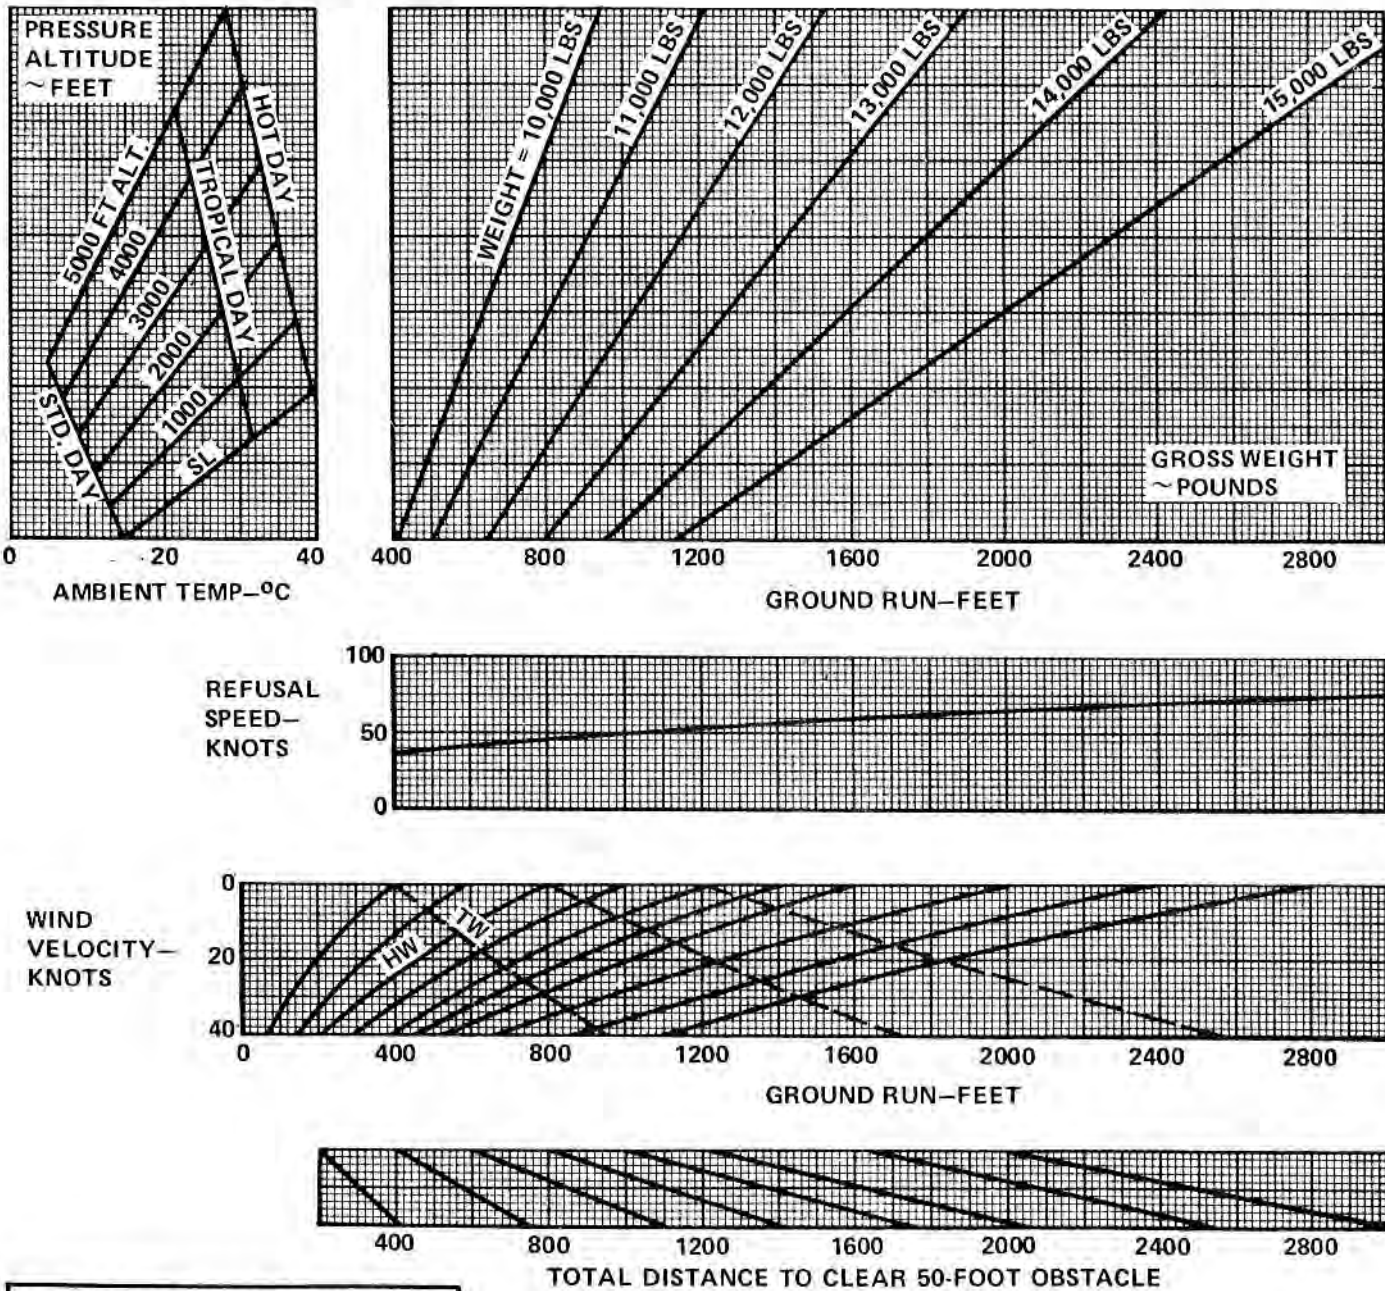 PRESSURE
ALTITUDE
~FEET
HOT DAY
TROPICAL DAY
5000 FT ALT.
4000
3000
2000
1000
SL
STD. DAY
0 20 40
AMBIENT TEMP–°C
WEIGHT = 10,000 LBS
11,000 LBS
12,000 LBS
13,000 LBS
14,000 LBS
15,000 LBS
GROSS WEIGHT
~POUNDS
400 800 1200 1600 2000 2400 2800
GROUND RUN–FEET
REFUSAL
SPEED–
KNOTS
100
50
0
WIND
VELOCITY–
KNOTS
0
20
40
HW
TW
0 400 800 1200 1600 2000 2400 2800
GROUND RUN–FEET
400 800 1200 1600 2000 2400 2800
TOTAL DISTANCE TO CLEAR 50-FOOT OBSTACLE